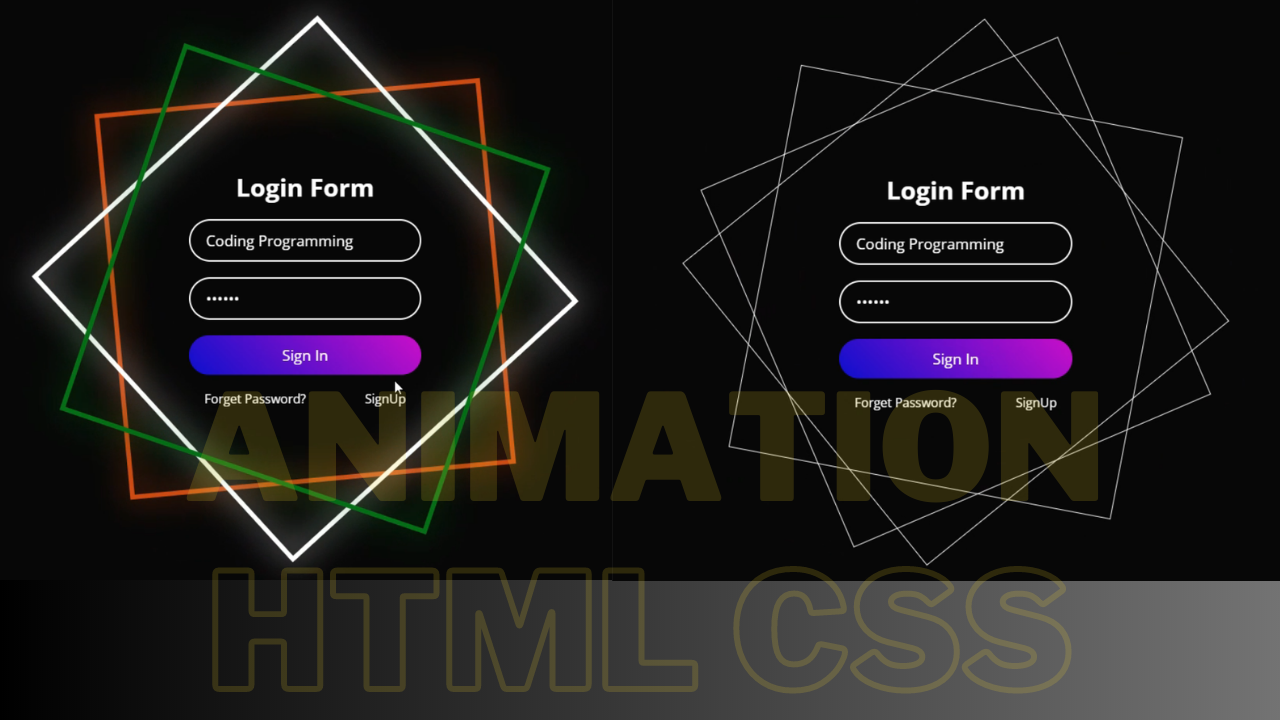 Login Form
Coding Programming
••••••
Sign In
Forget Password? SignUp
Login Form
Coding Programming
••••••
Sign In
Forget Password? SignUp
ANIMATION
HTML CSS